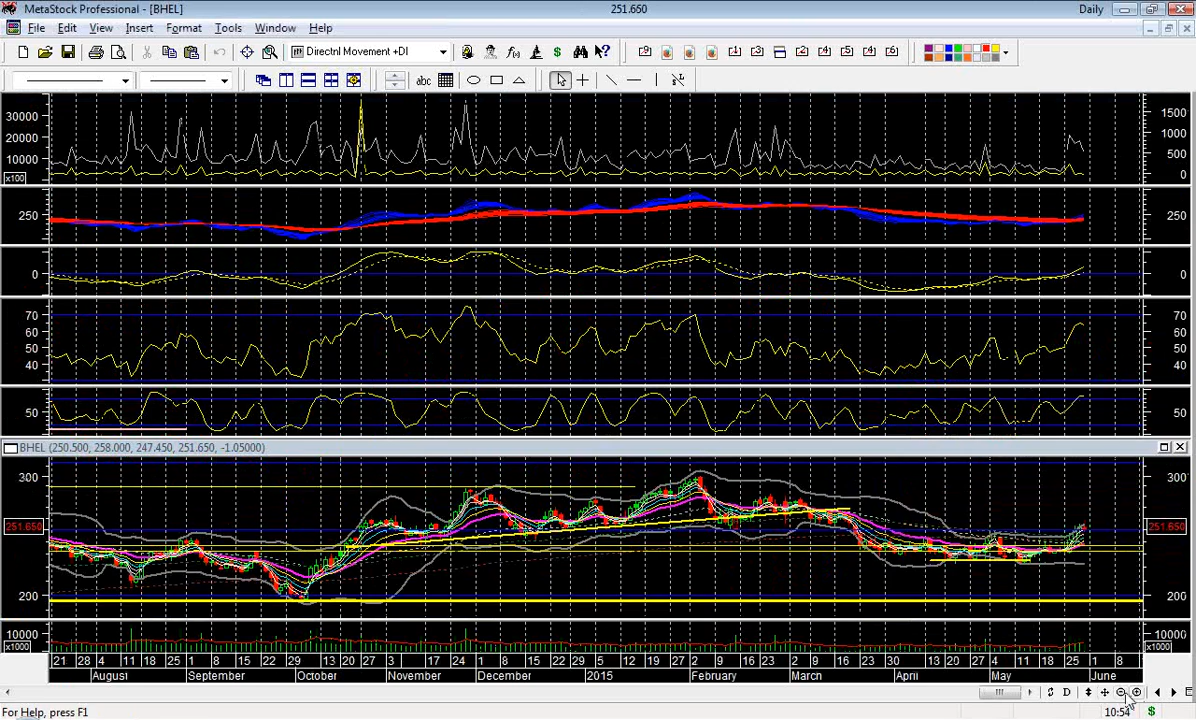 MetaStock Professional - [BHEL] 251.650 Daily
File Edit View Insert Format Tools Window Help
Directnl Movement +DI
abc
30000 1500
20000 1000
10000 500
x100 0
250 250
0 0
70 70
60 60
50 50
40 40
50 50
BHEL (250.500, 258.000, 247.450, 251.650, -1.05000)
300 300
251.650 251.650
200 200
10000 10000
x1000 x1000
21 28 4 11 18 25 1 8 15 22 29 13 20 27 3 17 24 1 8 15 22 29 5 12 19 27 2 9 16 23 2 9 16 30 13 20 27 4 11 18 25 1 8
August September October November December 2015 February March April May June
D
For Help, press F1 10:54 $